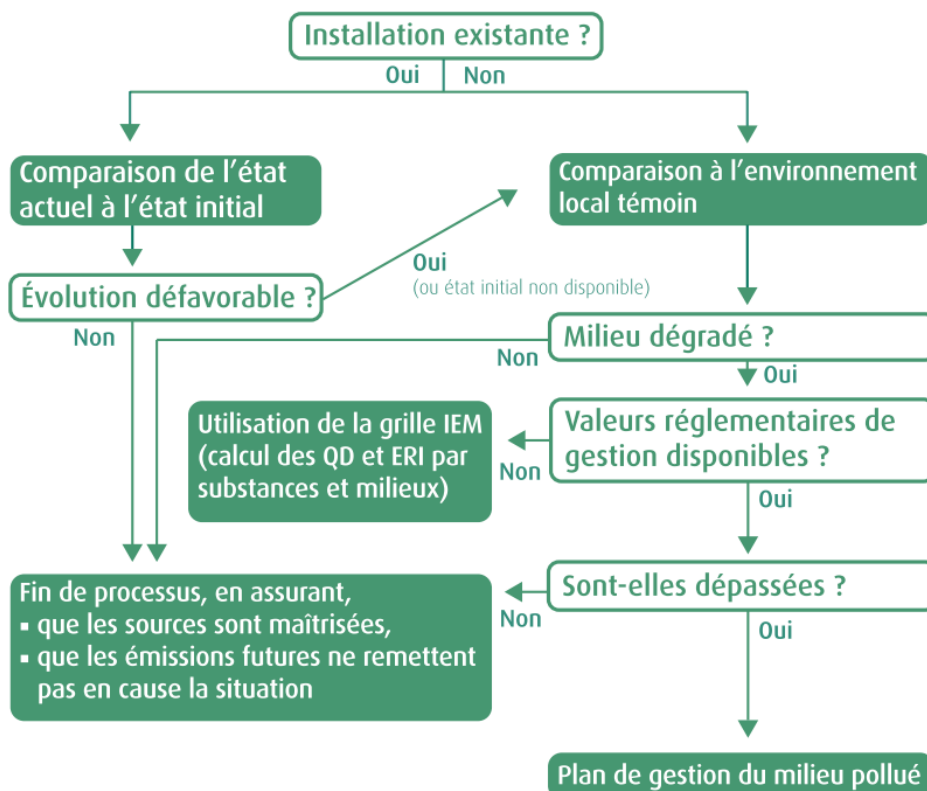 Installation existante ?
Oui
Non
Comparaison de l'état
actuel à l'état initial
Comparaison à l'environnement
local témoin
Oui
(ou état initial non disponible)
Évolution défavorable ?
Non
Milieu dégradé ?
Non
Oui
Utilisation de la grille IEM
(calcul des QD et ERI par
substances et milieux)
Valeurs réglementaires de
gestion disponibles ?
Non
Oui
Fin de processus, en assurant,
▪ que les sources sont maîtrisées,
▪ que les émissions futures ne remettent
pas en cause la situation
Sont-elles dépassées ?
Non
Oui
Plan de gestion du milieu pollué